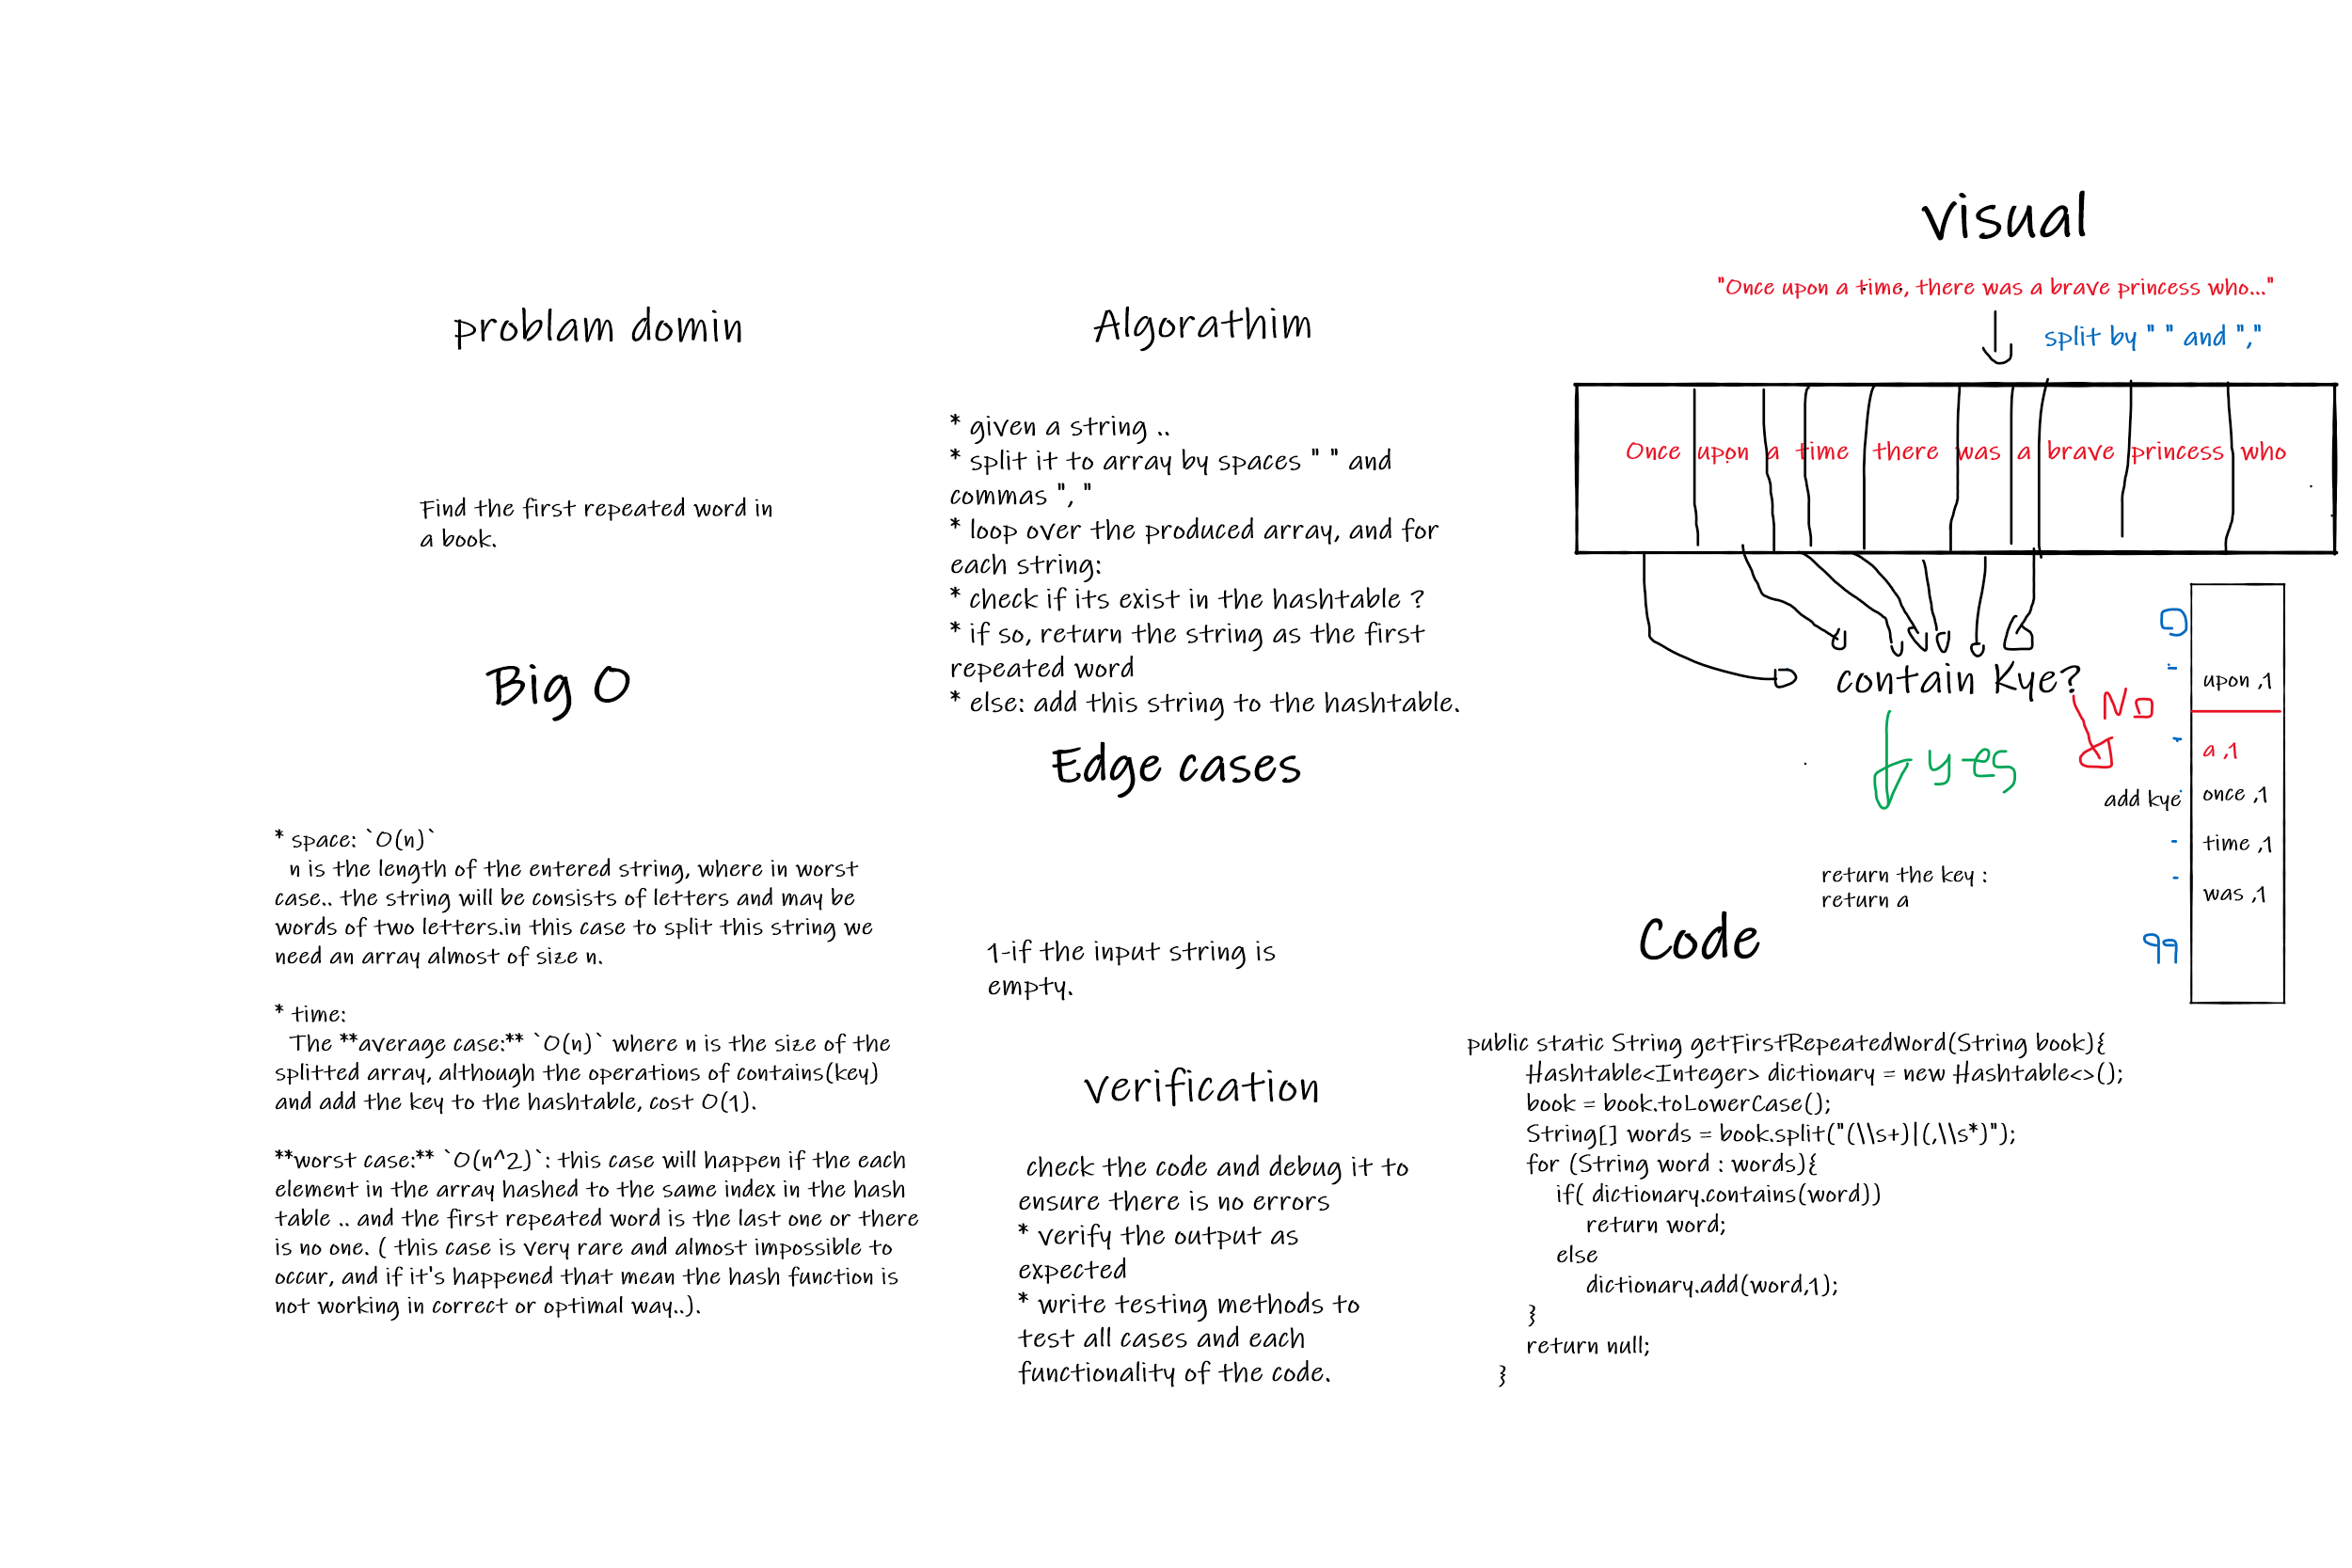 problam domin
Find the first repeated word in
a book.
Big O
* space: `O(n)`
n is the length of the entered string, where in worst
case.. the string will be consists of letters and may be
words of two letters.in this case to split this string we
need an array almost of size n.
* time:
The **average case:** `O(n)` where n is the size of the
splitted array, although the operations of contains(key)
and add the key to the hashtable, cost O(1).
**worst case:** `O(n^2)`: this case will happen if the each
element in the array hashed to the same index in the hash
table .. and the first repeated word is the last one or there
is no one. ( this case is very rare and almost impossible to
occur, and if it's happened that mean the hash function is
not working in correct or optimal way..).
Algorathim
* given a string ..
* split it to array by spaces " " and
commas ", "
* loop over the produced array, and for
each string:
* check if its exist in the hashtable ?
* if so, return the string as the first
repeated word
* else: add this string to the hashtable.
Edge cases
1-if the input string is
empty.
verification
check the code and debug it to
ensure there is no errors
* verify the output as
expected
* write testing methods to
test all cases and each
functionality of the code.
visual
"Once upon a time, there was a brave princess who..."
split by " " and ","
Once upon a time there was a brave princess who
contain Kye?
No
yes
return the key :
return a
0
upon ,1
a ,1
add kye
once ,1
time ,1
was ,1
99
Code
public static String getFirstRepeatedWord(String book){
Hashtable<Integer> dictionary = new Hashtable<>();
book = book.toLowerCase();
String[] words = book.split("(\\s+)|(,\\s*)");
for (String word : words){
if( dictionary.contains(word))
return word;
else
dictionary.add(word,1);
}
return null;
}